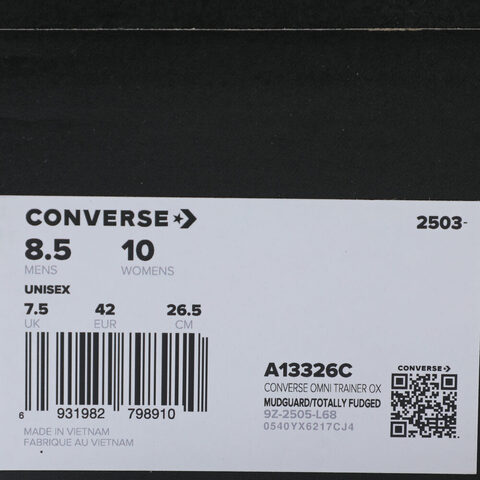 CONVERSE
2503-
8.5 10
MENS WOMENS
UNISEX
7.5 42 26.5
UK EUR CM
6 931982 798910
MADE IN VIETNAM
FABRIQUE AU VIETNAM
A13326C
CONVERSE OMNI TRAINER OX
MUDGUARD/TOTALLY FUDGED
9Z-2505-L68
0540YX6217CJ4
CONVERSE